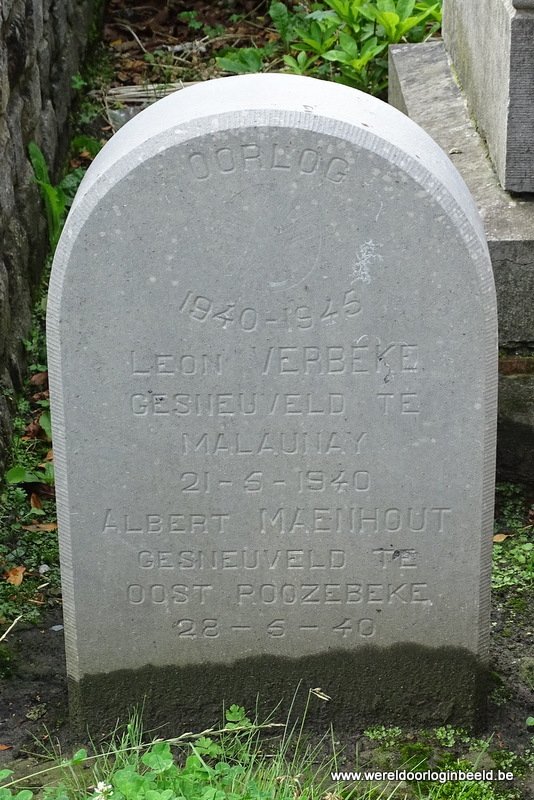 OORLOG
1940-1945
LEON VERBEKE
GESNEUVELD TE
MALAUNAY
21-5-1940
ALBERT MAENHOUT
GESNEUVELD TE
OOST ROOZEBEKE
28-5-40
www.wereldoorloginbeeld.be